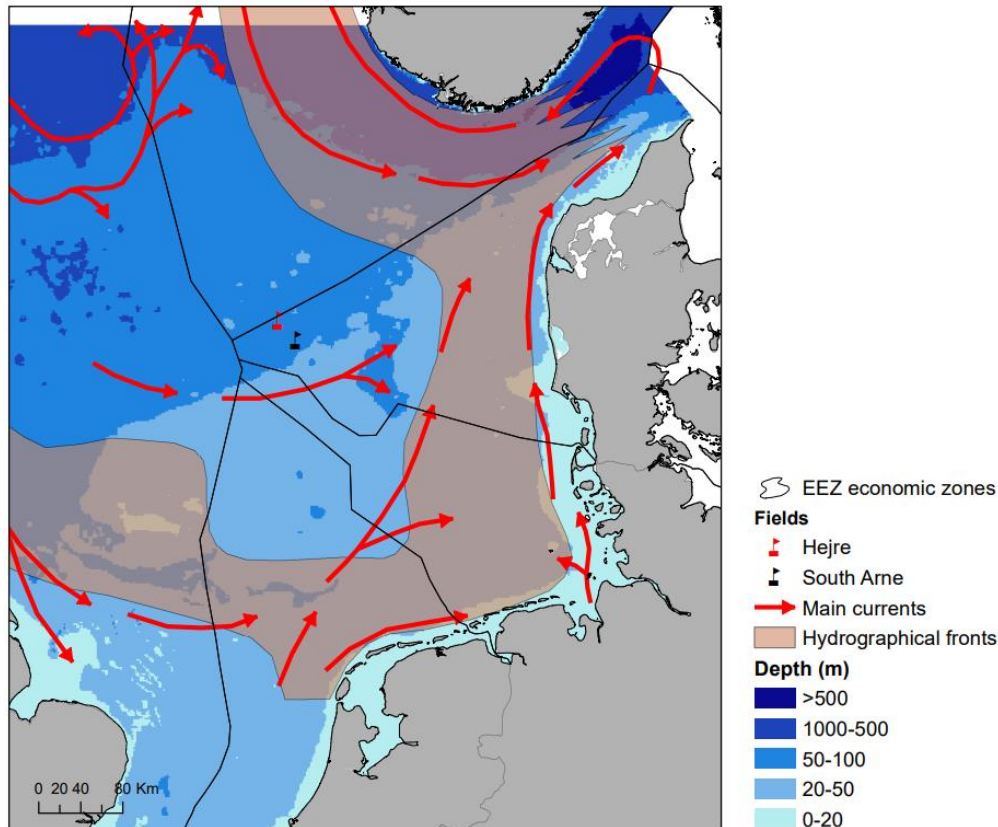 EEZ economic zones
Fields
Hejre
South Arne
Main currents
Hydrographical fronts
Depth (m)
>500
1000-500
50-100
20-50
0-20
0 20 40 80 Km